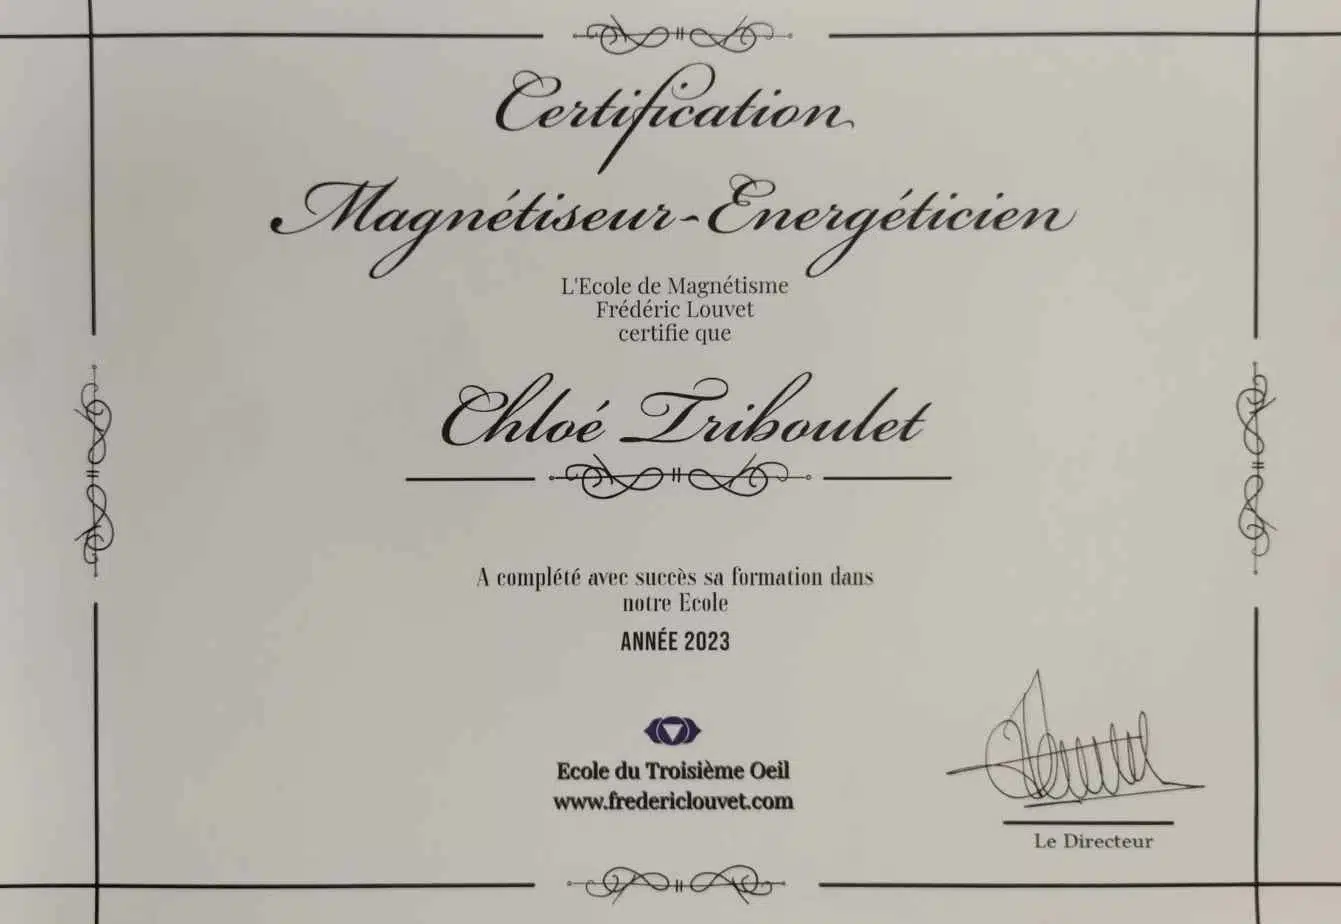 Certification
Magnétiseur-Energéticien
L'Ecole de Magnétisme
Frédéric Louvet
certifie que
Chloé Triboulet
A complété avec succès sa formation dans
notre Ecole
ANNÉE 2023
Ecole du Troisième Oeil
www.fredericlouvet.com
Le Directeur